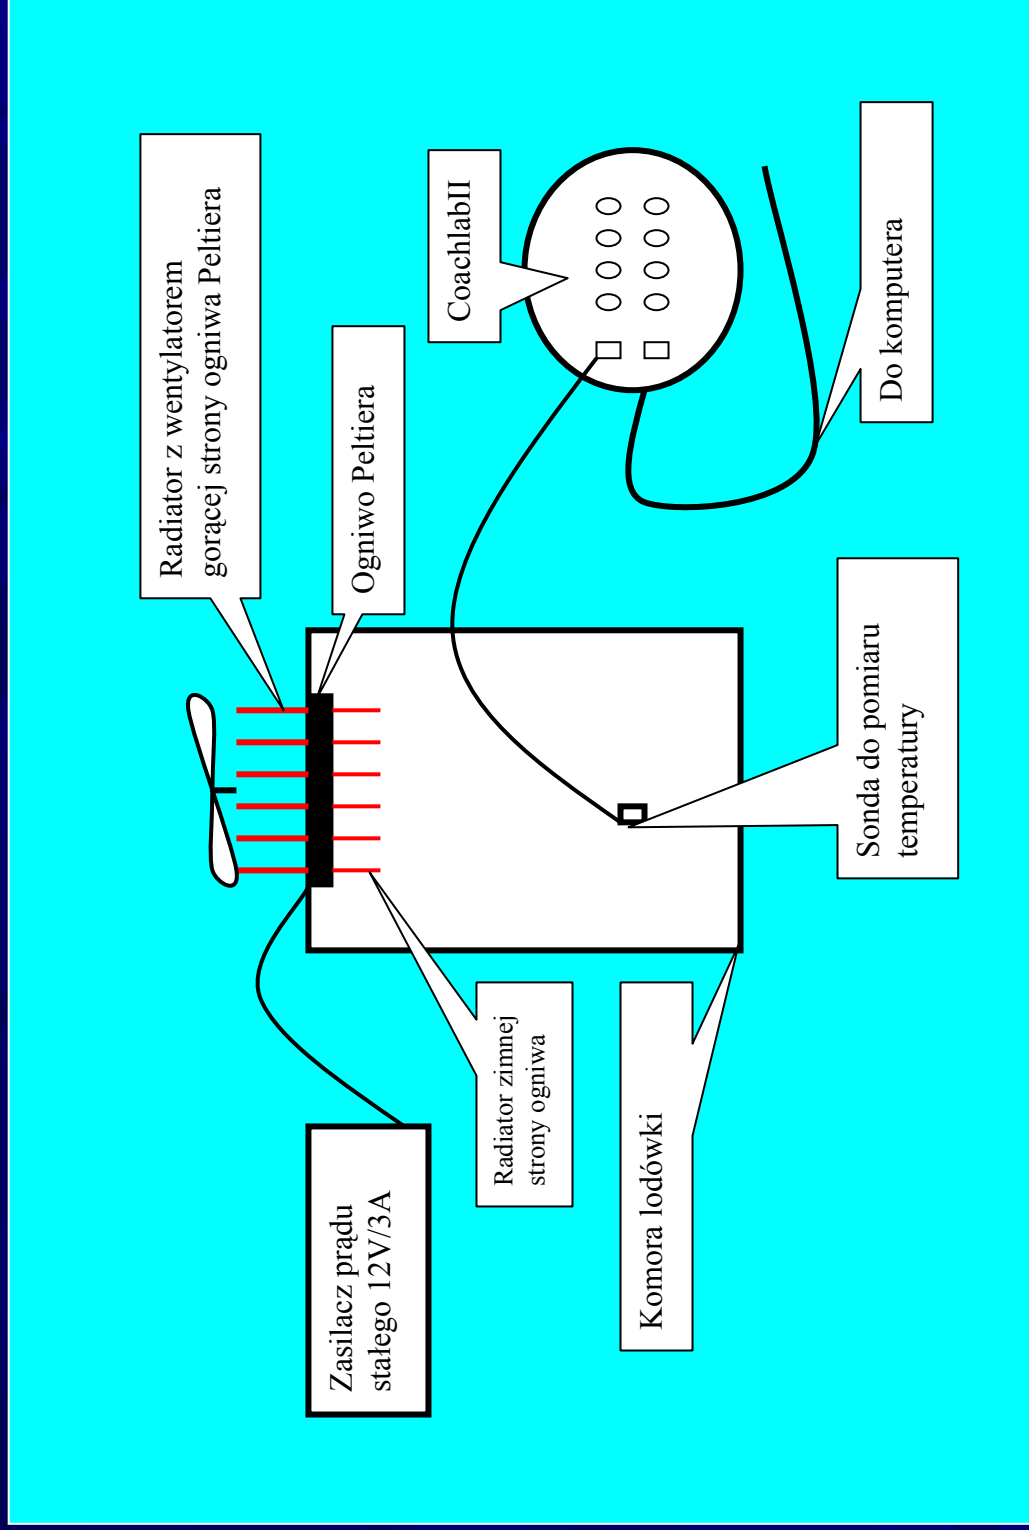 Radiator z wentylatorem
gorącej strony ogniwa Peltiera
Ogniwo Peltiera
CoachlabII
Zasilacz prądu
stałego 12V/3A
Radiator zimnej
strony ogniwa
Komora lodówki
Sonda do pomiaru
temperatury
Do komputera